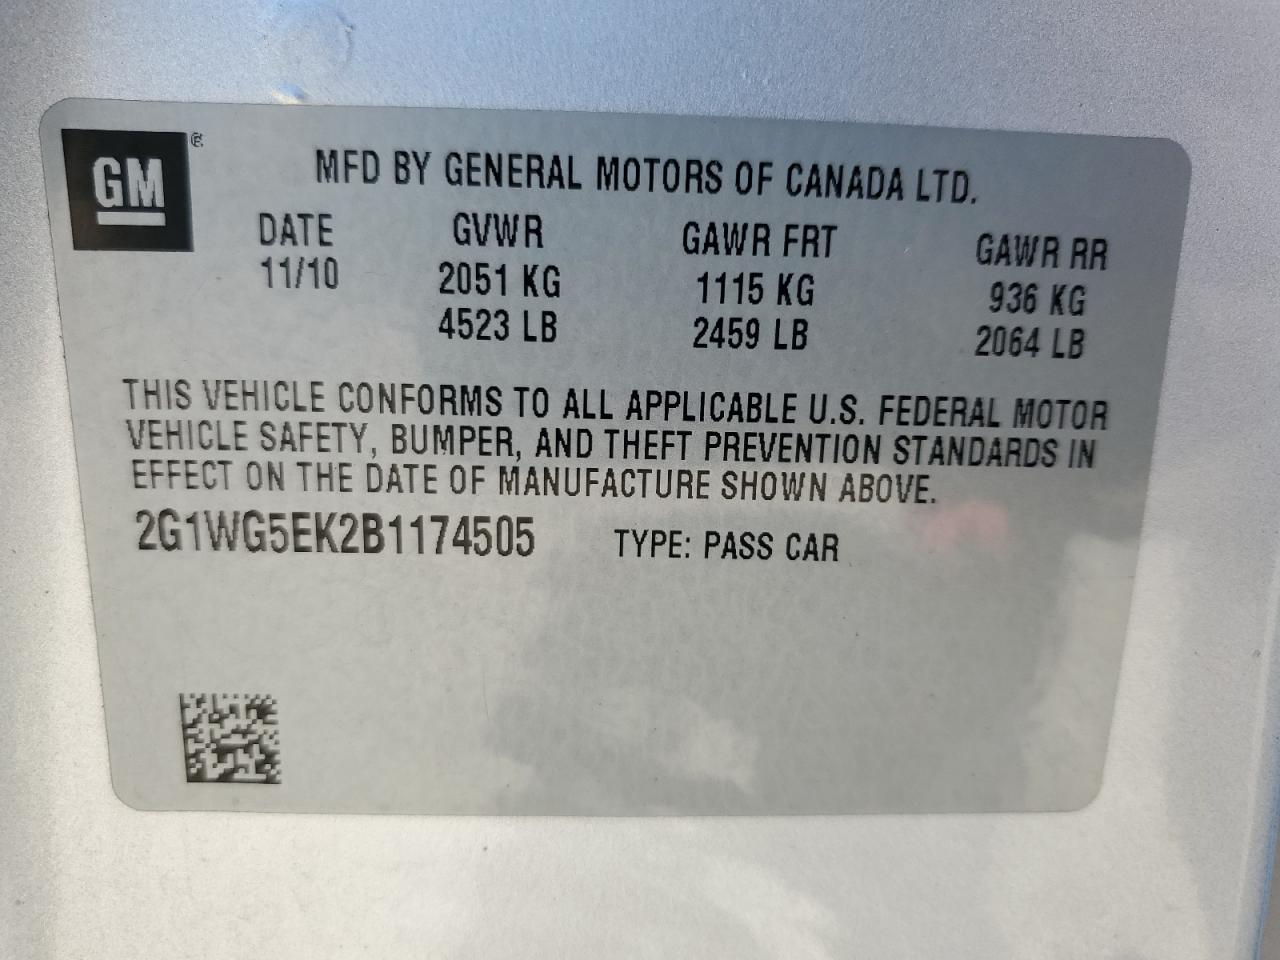 GM ®
MFD BY GENERAL MOTORS OF CANADA LTD.
DATE GVWR GAWR FRT GAWR RR
11/10 2051 KG 1115 KG 936 KG
4523 LB 2459 LB 2064 LB
THIS VEHICLE CONFORMS TO ALL APPLICABLE U.S. FEDERAL MOTOR
VEHICLE SAFETY, BUMPER, AND THEFT PREVENTION STANDARDS IN
EFFECT ON THE DATE OF MANUFACTURE SHOWN ABOVE.
2G1WG5EK2B1174505 TYPE: PASS CAR